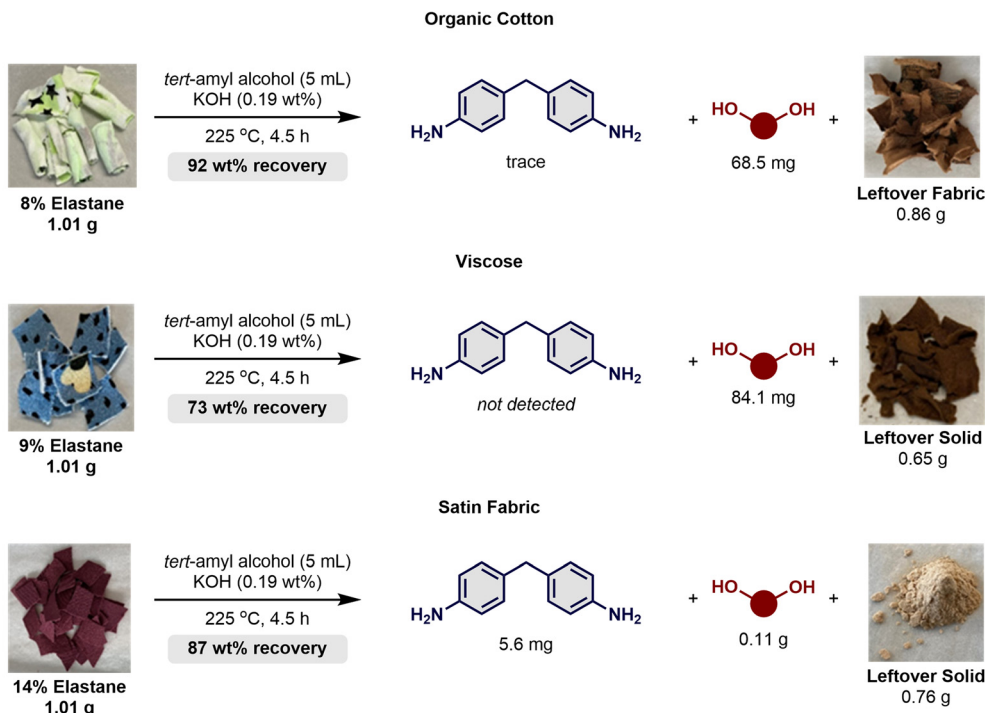 Organic Cotton
tert-amyl alcohol (5 mL)
KOH (0.19 wt%)
225 °C, 4.5 h
92 wt% recovery
8% Elastane
1.01 g
H₂N
NH₂
trace
+
HO
OH
68.5 mg
+
Leftover Fabric
0.86 g
Viscose
tert-amyl alcohol (5 mL)
KOH (0.19 wt%)
225 °C, 4.5 h
73 wt% recovery
9% Elastane
1.01 g
H₂N
NH₂
not detected
+
HO
OH
84.1 mg
+
Leftover Solid
0.65 g
Satin Fabric
tert-amyl alcohol (5 mL)
KOH (0.19 wt%)
225 °C, 4.5 h
87 wt% recovery
14% Elastane
1.01 g
H₂N
NH₂
5.6 mg
+
HO
OH
0.11 g
+
Leftover Solid
0.76 g